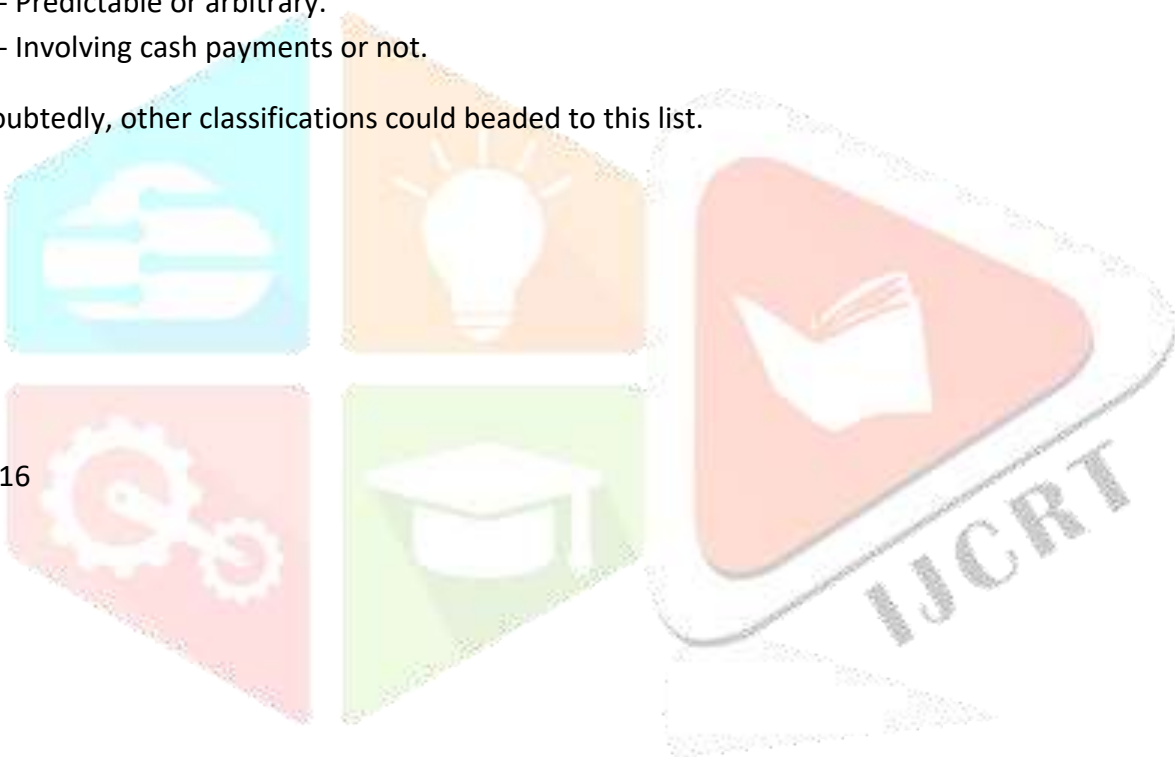 - Predictable or arbitrary.
- Involving cash payments or not.
oubtedly, other classifications could beaded to this list.
16
IJCRT